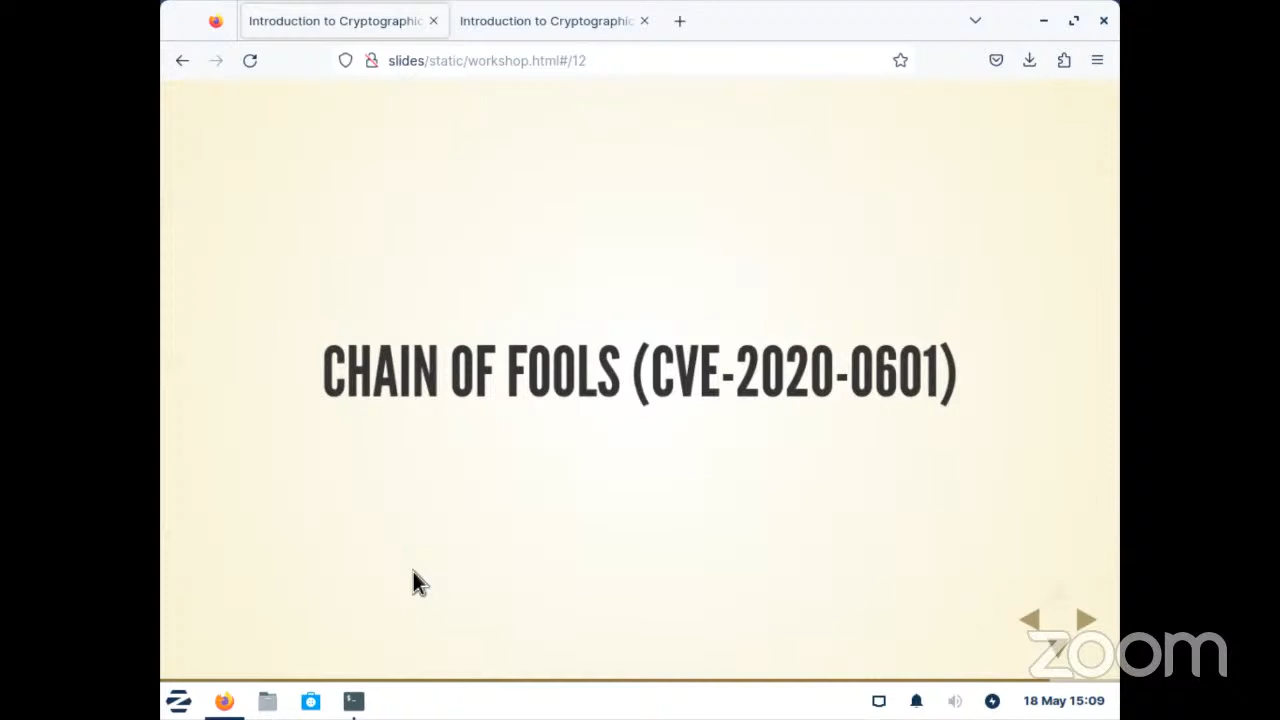 Introduction to Cryptographic
Introduction to Cryptographic
slides/static/workshop.html#/12
CHAIN OF FOOLS (CVE-2020-0601)
zoom
18 May 15:09